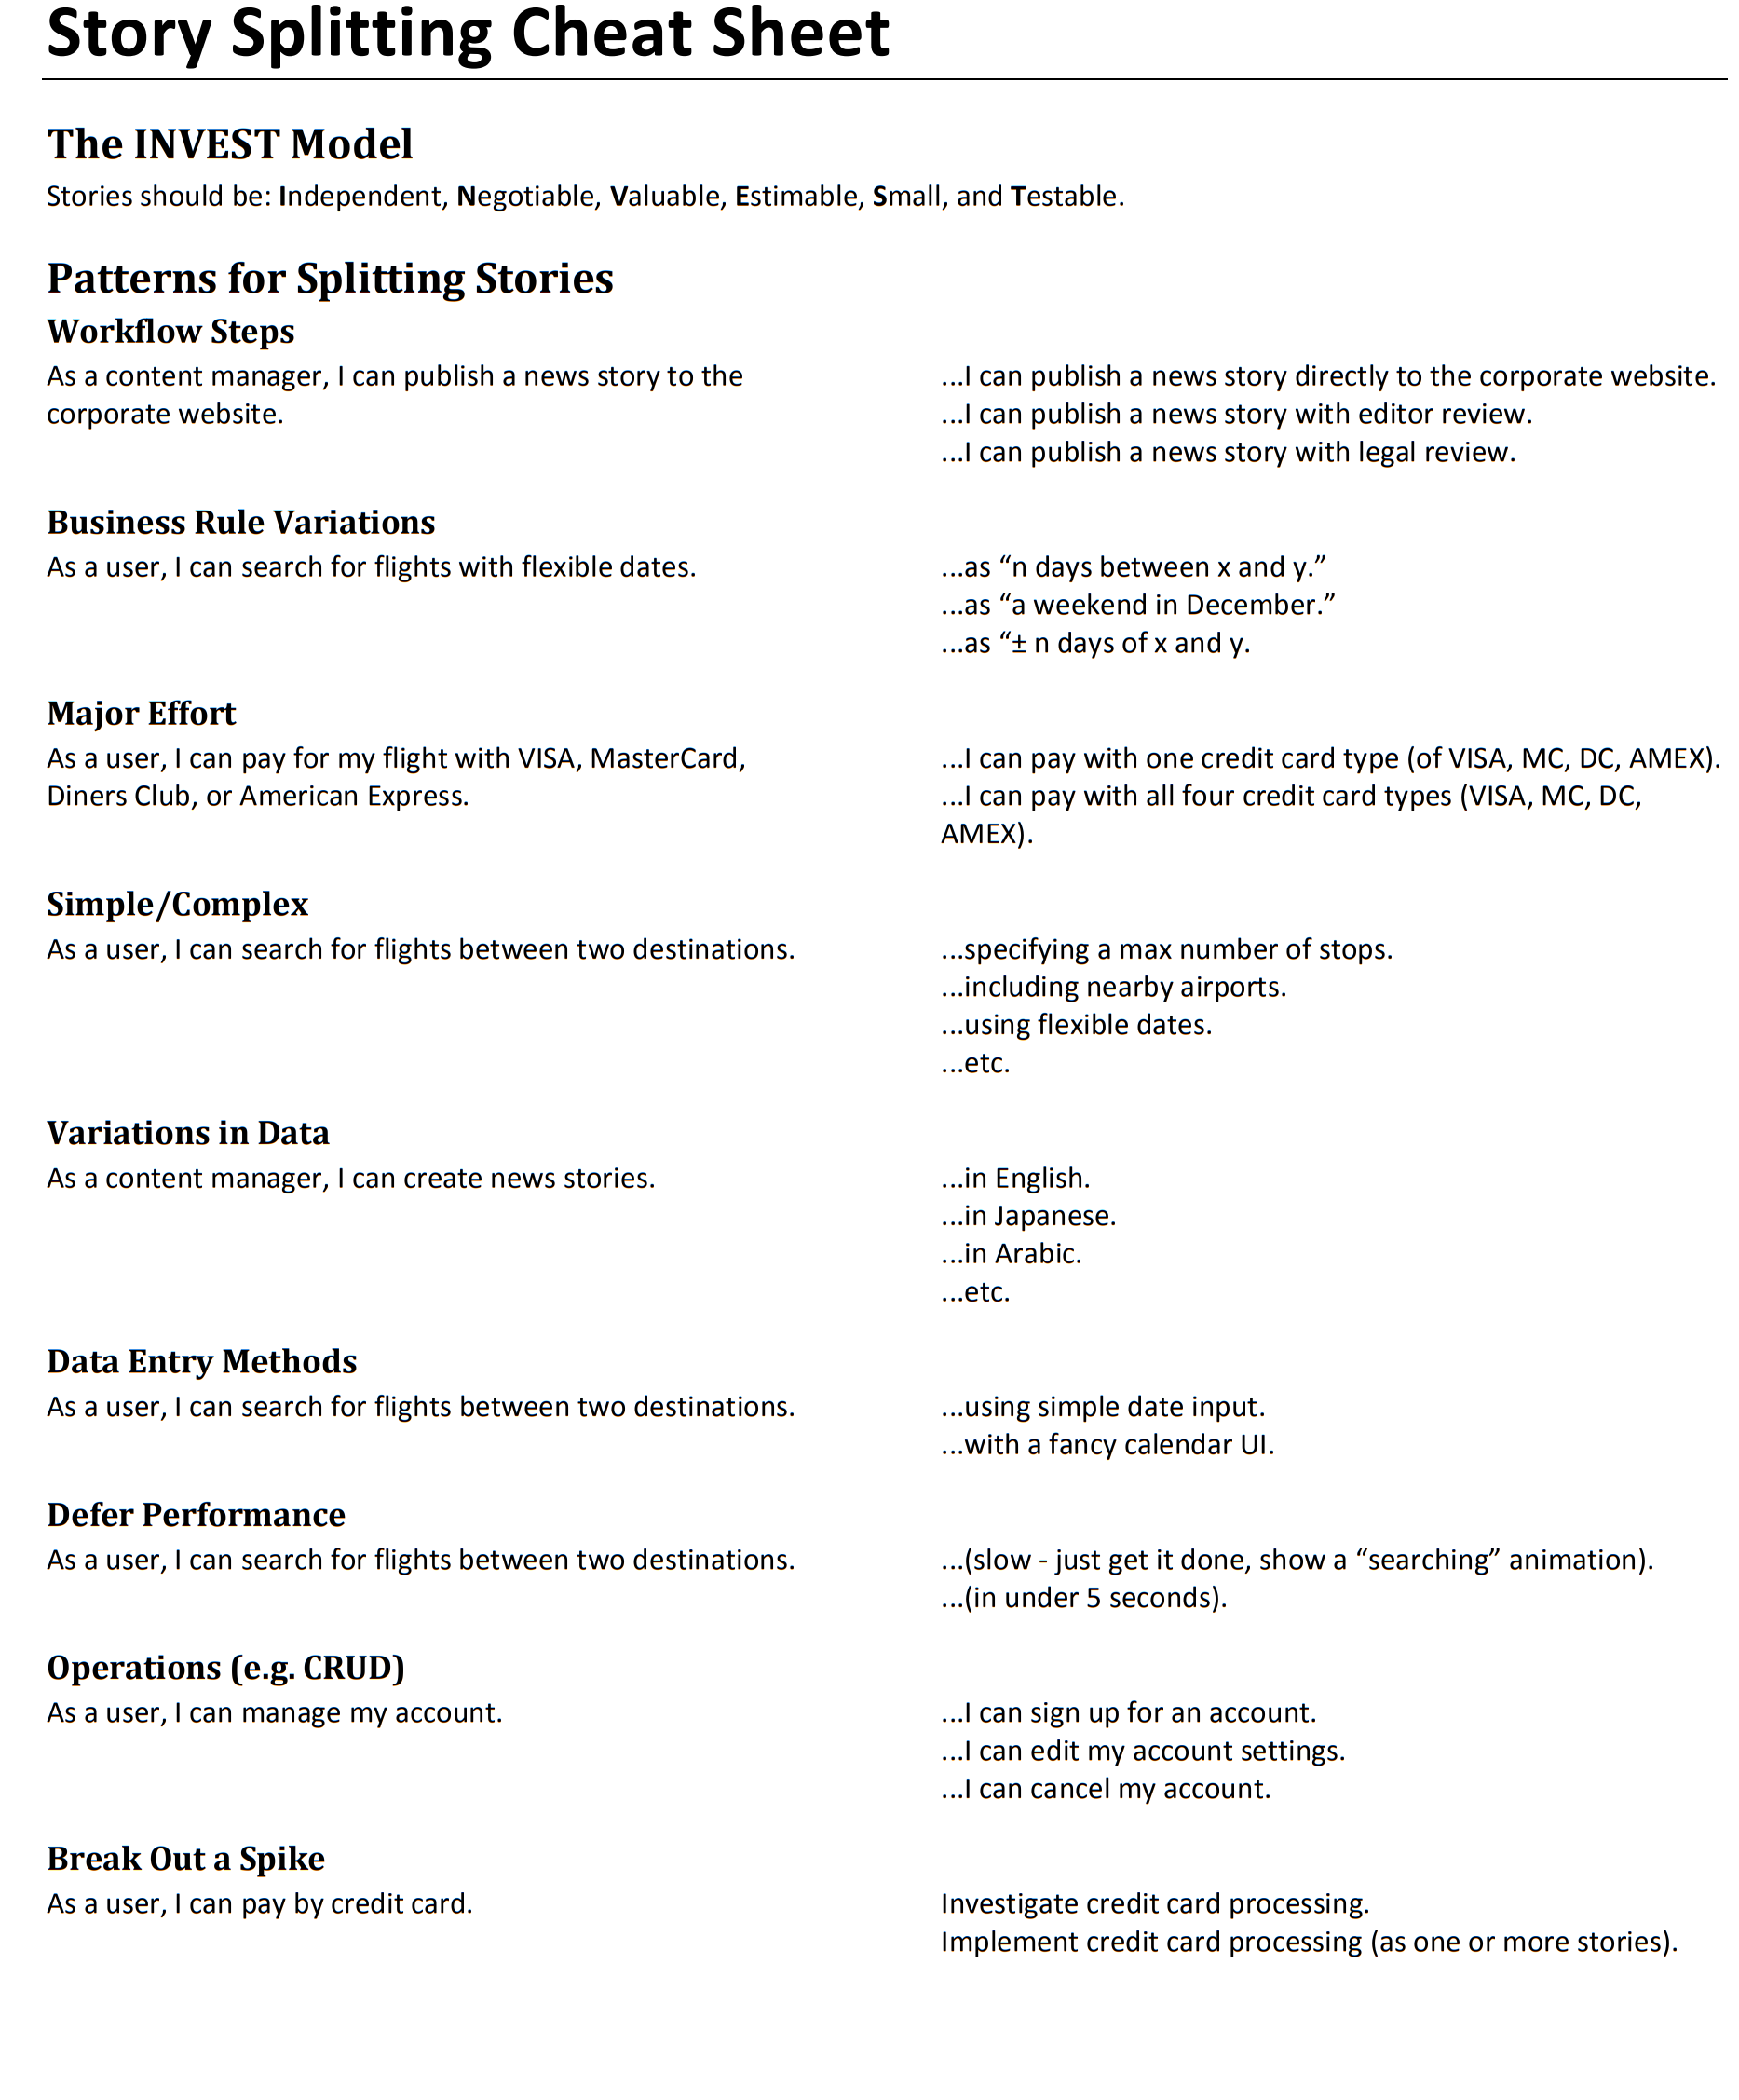 Story Splitting Cheat Sheet
The INVEST Model
Stories should be: Independent, Negotiable, Valuable, Estimable, Small, and Testable.
Patterns for Splitting Stories
Workflow Steps
As a content manager, I can publish a news story to the
corporate website.
...I can publish a news story directly to the corporate website.
...I can publish a news story with editor review.
...I can publish a news story with legal review.
Business Rule Variations
As a user, I can search for flights with flexible dates.
...as “n days between x and y.”
...as “a weekend in December.”
...as “± n days of x and y.
Major Effort
As a user, I can pay for my flight with VISA, MasterCard,
Diners Club, or American Express.
...I can pay with one credit card type (of VISA, MC, DC, AMEX).
...I can pay with all four credit card types (VISA, MC, DC,
AMEX).
Simple/Complex
As a user, I can search for flights between two destinations.
...specifying a max number of stops.
...including nearby airports.
...using flexible dates.
...etc.
Variations in Data
As a content manager, I can create news stories.
...in English.
...in Japanese.
...in Arabic.
...etc.
Data Entry Methods
As a user, I can search for flights between two destinations.
...using simple date input.
...with a fancy calendar UI.
Defer Performance
As a user, I can search for flights between two destinations.
...(slow - just get it done, show a “searching” animation).
...(in under 5 seconds).
Operations (e.g. CRUD)
As a user, I can manage my account.
...I can sign up for an account.
...I can edit my account settings.
...I can cancel my account.
Break Out a Spike
As a user, I can pay by credit card.
Investigate credit card processing.
Implement credit card processing (as one or more stories).